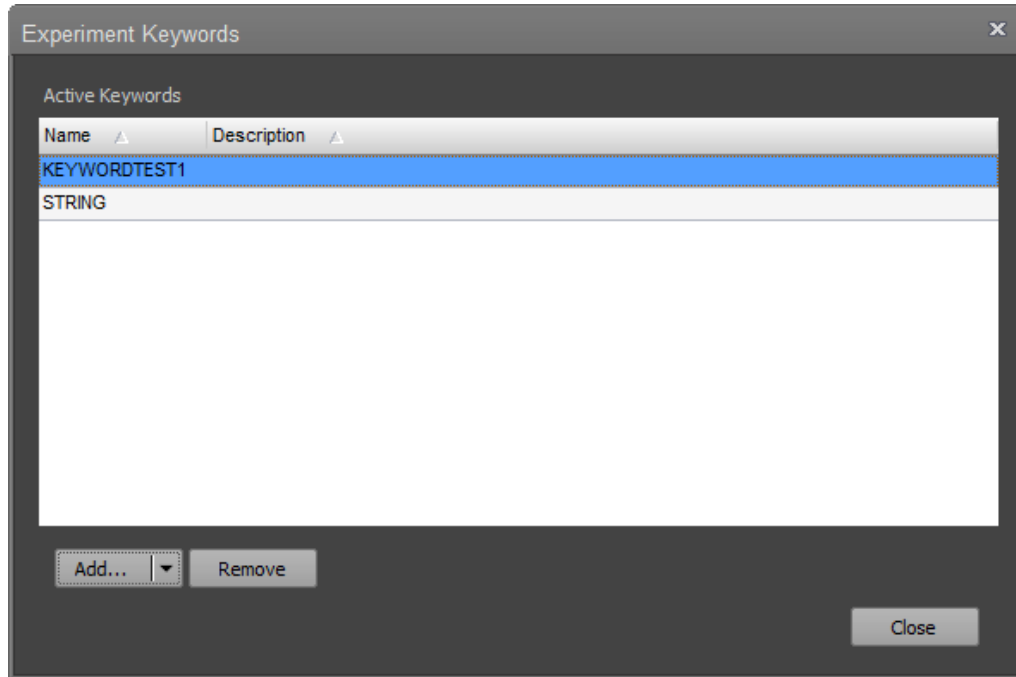 Experiment Keywords
Active Keywords
Name Description
KEYWORDTEST1
STRING
Add... Remove
Close